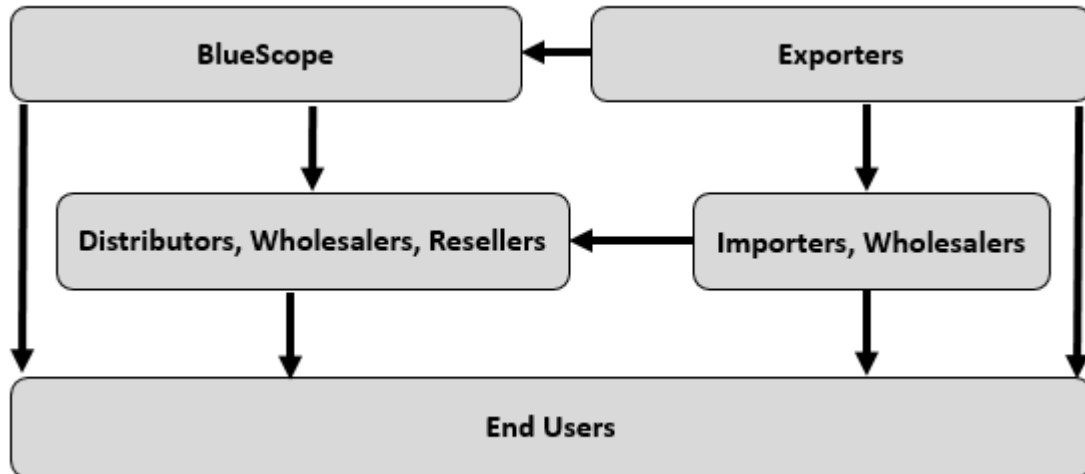 BlueScope
Exporters
Distributors, Wholesalers, Resellers
Importers, Wholesalers
End Users